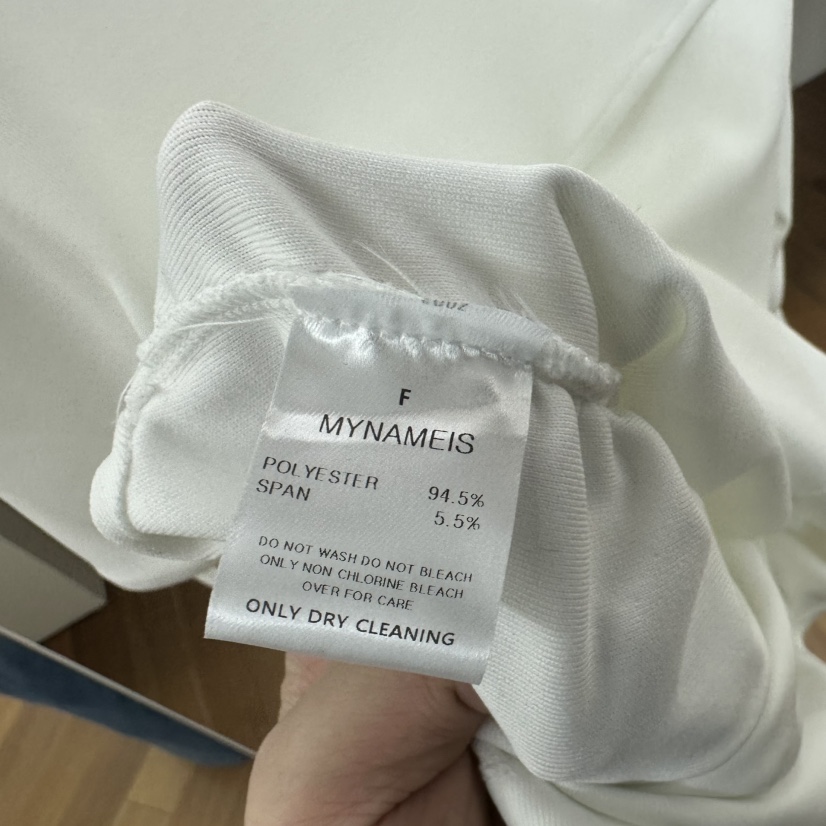 F
MYNAMEIS
POLYESTER 94.5%
SPAN 5.5%
DO NOT WASH DO NOT BLEACH
ONLY NON CHLORINE BLEACH
OVER FOR CARE
ONLY DRY CLEANING